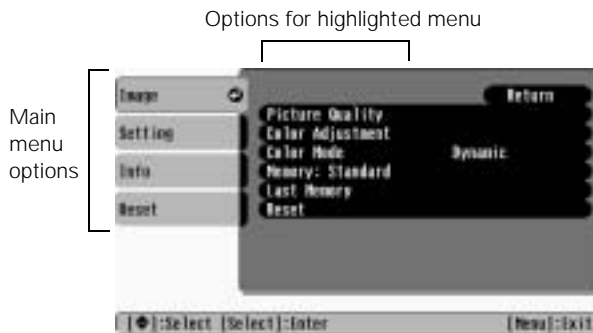 Options for highlighted menu
Main
menu
options
Image
Setting
Info
Reset
Return
Picture Quality
Color Adjustment
Color Mode Dynamic
Memory: Standard
Last Memory
Reset
[◆]:Select [Select]:Enter [Menu]:Exit